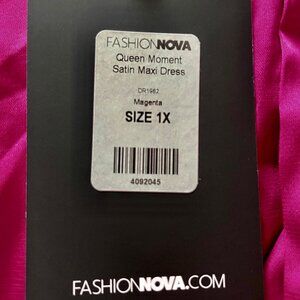 FASHIONNOVA
Queen Moment
Satin Maxi Dress
DR1962
Magenta
SIZE 1X
4092045
FASHIONNOVA.COM